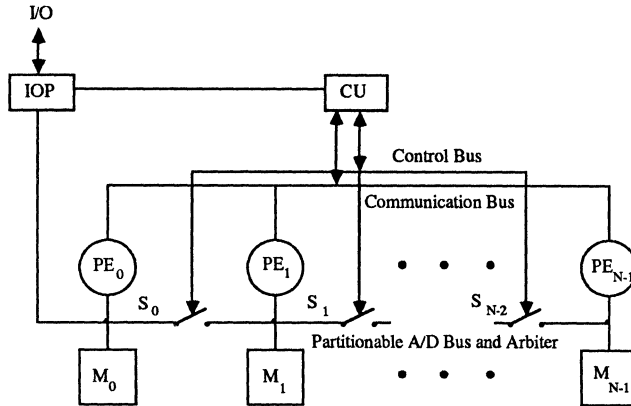 I/O
IOP
CU
Control Bus
Communication Bus
PE0
PE1
PEN-1
S0
S1
SN-2
Partitionable A/D Bus and Arbiter
M0
M1
MN-1